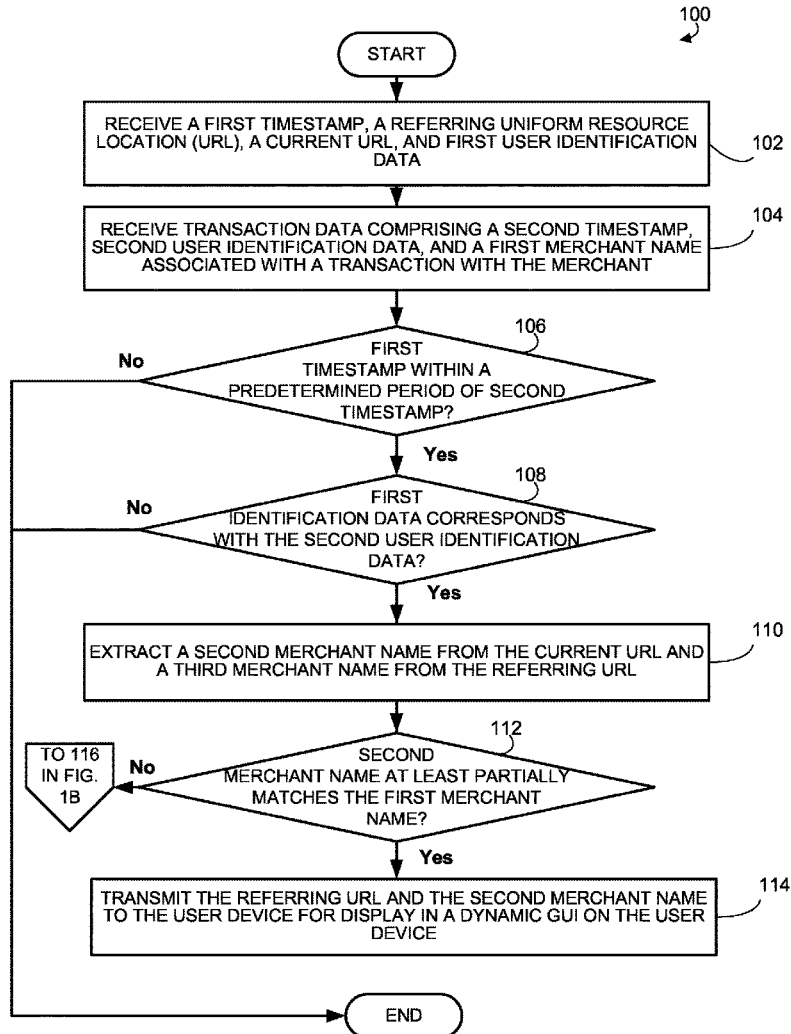 100
START
RECEIVE A FIRST TIMESTAMP, A REFERRING UNIFORM RESOURCE
LOCATION (URL), A CURRENT URL, AND FIRST USER IDENTIFICATION
DATA
102
RECEIVE TRANSACTION DATA COMPRISING A SECOND TIMESTAMP,
SECOND USER IDENTIFICATION DATA, AND A FIRST MERCHANT NAME
ASSOCIATED WITH A TRANSACTION WITH THE MERCHANT
104
106
No
FIRST
TIMESTAMP WITHIN A
PREDETERMINED PERIOD OF SECOND
TIMESTAMP?
Yes
108
No
FIRST
IDENTIFICATION DATA CORRESPONDS
WITH THE SECOND USER IDENTIFICATION
DATA?
Yes
EXTRACT A SECOND MERCHANT NAME FROM THE CURRENT URL AND
A THIRD MERCHANT NAME FROM THE REFERRING URL
110
112
TO 116
IN FIG.
1B
No
SECOND
MERCHANT NAME AT LEAST PARTIALLY
MATCHES THE FIRST MERCHANT
NAME?
Yes
TRANSMIT THE REFERRING URL AND THE SECOND MERCHANT NAME
TO THE USER DEVICE FOR DISPLAY IN A DYNAMIC GUI ON THE USER
DEVICE
114
END